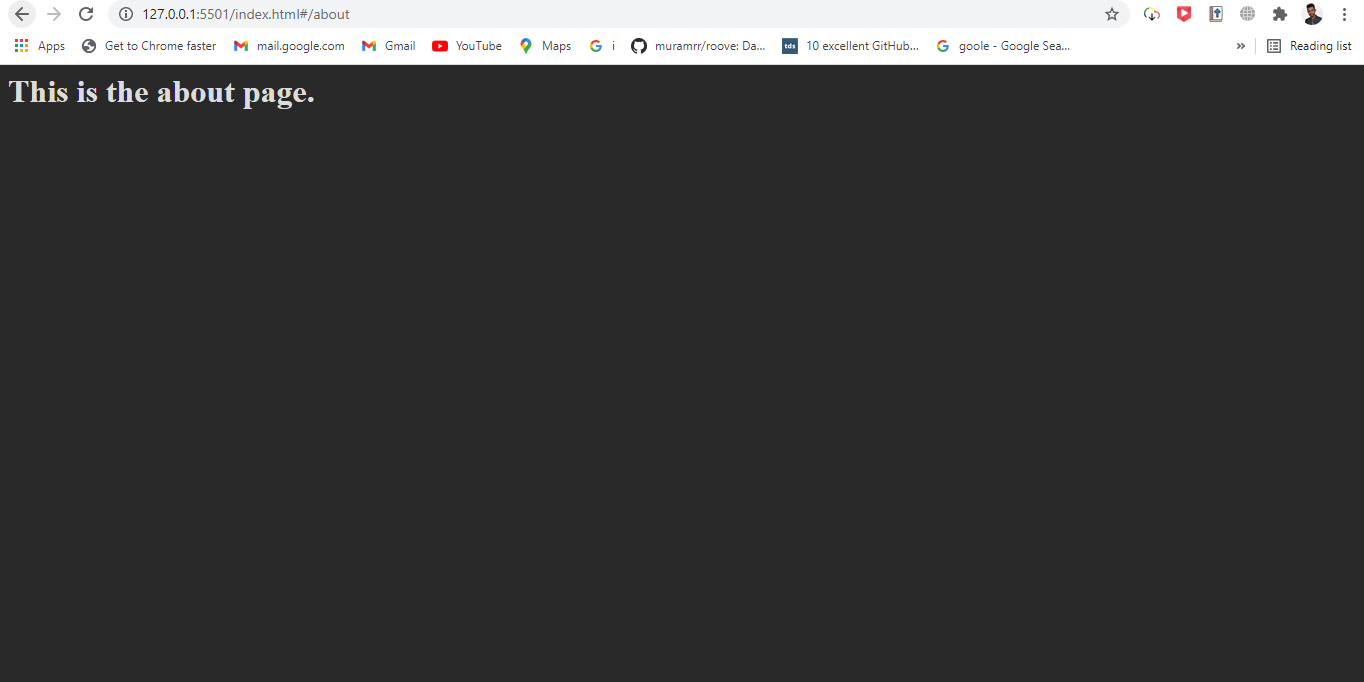 127.0.0.1:5501/index.html#/about
Apps Get to Chrome faster mail.google.com Gmail YouTube Maps i muramrr/roove: Da... tds 10 excellent GitHub... goole - Google Sea... » Reading list
This is the about page.